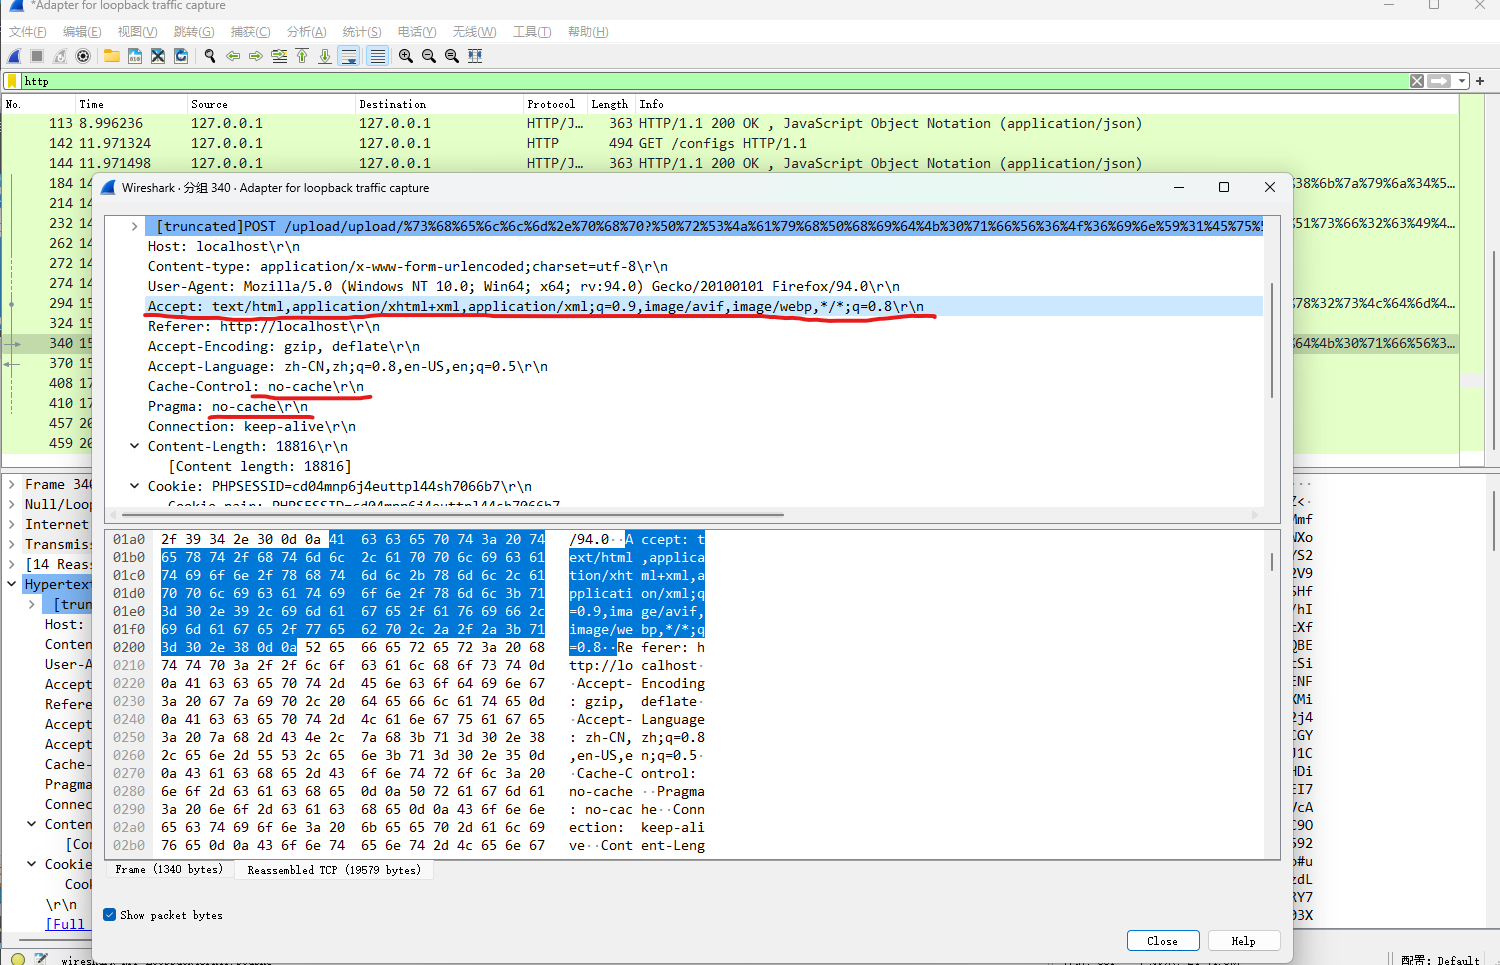 *Adapter for loopback traffic capture
文件(F) 编辑(E) 视图(V) 跳转(G) 捕获(C) 分析(A) 统计(S) 电话(Y) 无线(W) 工具(T) 帮助(H)
http
No. Time Source Destination Protocol Length Info
113 8.996236 127.0.0.1 127.0.0.1 HTTP/J… 363 HTTP/1.1 200 OK , JavaScript Object Notation (application/json)
142 11.971324 127.0.0.1 127.0.0.1 HTTP 494 GET /configs HTTP/1.1
144 11.971498 127.0.0.1 127.0.0.1 HTTP/J… 363 HTTP/1.1 200 OK , JavaScript Object Notation (application/json)
184 14
214 14
232 14
262 14
272 14
274 14
294 15
324 15
340 15
370 15
408 17
410 17
457 20
459 20
Wireshark · 分组 340 · Adapter for loopback traffic capture
[truncated]POST /upload/upload/%73%68%65%6c%6c%6d%2e%70%68%70?%50%72%53%4a%61%79%68%50%68%69%64%4b%30%71%66%56%36%4f%36%69%6e%59%31%45%75%5
Host: localhost\r\n
Content-type: application/x-www-form-urlencoded;charset=utf-8\r\n
User-Agent: Mozilla/5.0 (Windows NT 10.0; Win64; x64; rv:94.0) Gecko/20100101 Firefox/94.0\r\n
Accept: text/html,application/xhtml+xml,application/xml;q=0.9,image/avif,image/webp,*/*;q=0.8\r\n
Referer: http://localhost\r\n
Accept-Encoding: gzip, deflate\r\n
Accept-Language: zh-CN,zh;q=0.8,en-US,en;q=0.5\r\n
Cache-Control: no-cache\r\n
Pragma: no-cache\r\n
Connection: keep-alive\r\n
Content-Length: 18816\r\n
[Content length: 18816]
Cookie: PHPSESSID=cd04mnp6j4euttpl44sh7066b7\r\n
Cookie pair: PHPSESSID=cd04mnp6j4euttpl44sh7066b7
01a0 2f 39 34 2e 30 0d 0a 41 63 63 65 70 74 3a 20 74 /94.0··A ccept: t
01b0 65 78 74 2f 68 74 6d 6c 2c 61 70 70 6c 69 63 61 ext/html ,applica
01c0 74 69 6f 6e 2f 78 68 74 6d 6c 2b 78 6d 6c 2c 61 tion/xht ml+xml,a
01d0 70 70 6c 69 63 61 74 69 6f 6e 2f 78 6d 6c 3b 71 pplicati on/xml;q
01e0 3d 30 2e 39 2c 69 6d 61 67 65 2f 61 76 69 66 2c =0.9,ima ge/avif,
01f0 69 6d 61 67 65 2f 77 65 62 70 2c 2a 2f 2a 3b 71 image/we bp,*/*;q
0200 3d 30 2e 38 0d 0a 52 65 66 65 72 65 72 3a 20 68 =0.8··Re ferer: h
0210 74 74 70 3a 2f 2f 6c 6f 63 61 6c 68 6f 73 74 0d ttp://lo calhost·
0220 0a 41 63 63 65 70 74 2d 45 6e 63 6f 64 69 6e 67 ·Accept- Encoding
0230 3a 20 67 7a 69 70 2c 20 64 65 66 6c 61 74 65 0d : gzip, deflate·
0240 0a 41 63 63 65 70 74 2d 4c 61 6e 67 75 61 67 65 ·Accept- Language
0250 3a 20 7a 68 2d 43 4e 2c 7a 68 3b 71 3d 30 2e 38 : zh-CN, zh;q=0.8
0260 2c 65 6e 2d 55 53 2c 65 6e 3b 71 3d 30 2e 35 0d ,en-US,e n;q=0.5·
0270 0a 43 61 63 68 65 2d 43 6f 6e 74 72 6f 6c 3a 20 ·Cache-C ontrol:
0280 6e 6f 2d 63 61 63 68 65 0d 0a 50 72 61 67 6d 61 no-cache ··Pragma
0290 3a 20 6e 6f 2d 63 61 63 68 65 0d 0a 43 6f 6e 6e : no-cac he··Conn
02a0 65 63 74 69 6f 6e 3a 20 6b 65 65 70 2d 61 6c 69 ection: keep-ali
02b0 76 65 0d 0a 43 6f 6e 74 65 6e 74 2d 4c 65 6e 67 ve··Cont ent-Leng
Frame (1340 bytes) Reassembled TCP (19579 bytes)
Show packet bytes
Close Help
%38%6b%7a%79%6a%34%5…
%51%73%66%32%63%49%4…
%78%32%73%4c%64%6d%4…
%64%4b%30%71%66%56%3…
Frame 340
Null/Loop
Internet
Transmiss
[14 Reas
Hypertext
[trun
Host:
Conten
User-A
Accept
Refere
Accept
Accept
Cache-
Pragma
Connec
Conten
[Co
Cookie
Cook
\r\n
[Full
配置: Default